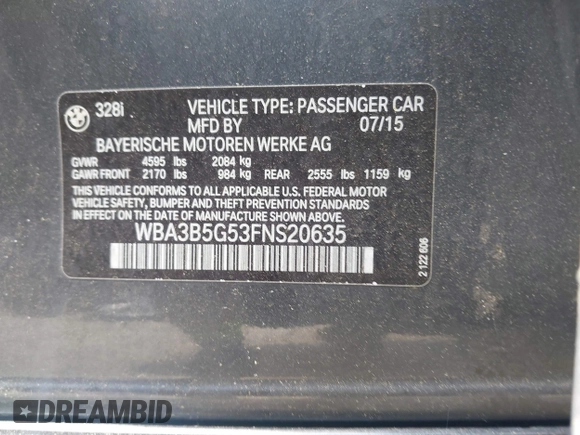 328i VEHICLE TYPE: PASSENGER CAR
MFD BY 07/15
BAYERISCHE MOTOREN WERKE AG
GVWR 4595 lbs 2084 kg
GAWR FRONT 2170 lbs 984 kg REAR 2555 lbs 1159 kg
THIS VEHICLE CONFORMS TO ALL APPLICABLE U.S. FEDERAL MOTOR
VEHICLE SAFETY, BUMPER AND THEFT PREVENTION STANDARDS
IN EFFECT ON THE DATE OF MANUFACTURE SHOWN ABOVE.
WBA3B5G53FNS20635
2 122 606
DREAMBID